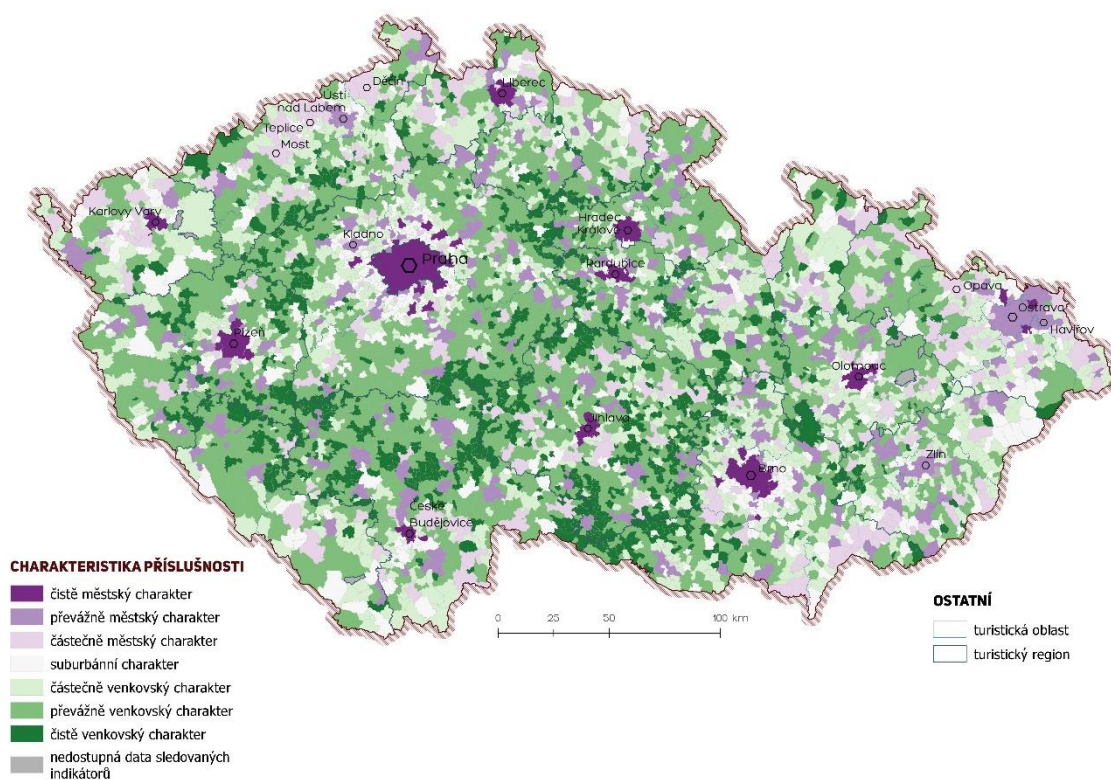 Děčín
Liberec
Ústí
nad Labem
Teplice
Most
Karlovy Vary
Kladno
Praha
Hradec
Králové
Pardubice
Plzeň
Opava
Ostrava
Havířov
Olomouc
Jihlava
Zlín
Brno
České
Budějovice
CHARAKTERISTIKA PŘÍSLUŠNOSTI
čistě městský charakter
převážně městský charakter
částečně městský charakter
suburbánní charakter
částečně venkovský charakter
převážně venkovský charakter
čistě venkovský charakter
nedostupná data sledovaných
indikátorů
0 25 50 100 km
OSTATNÍ
turistická oblast
turistický region